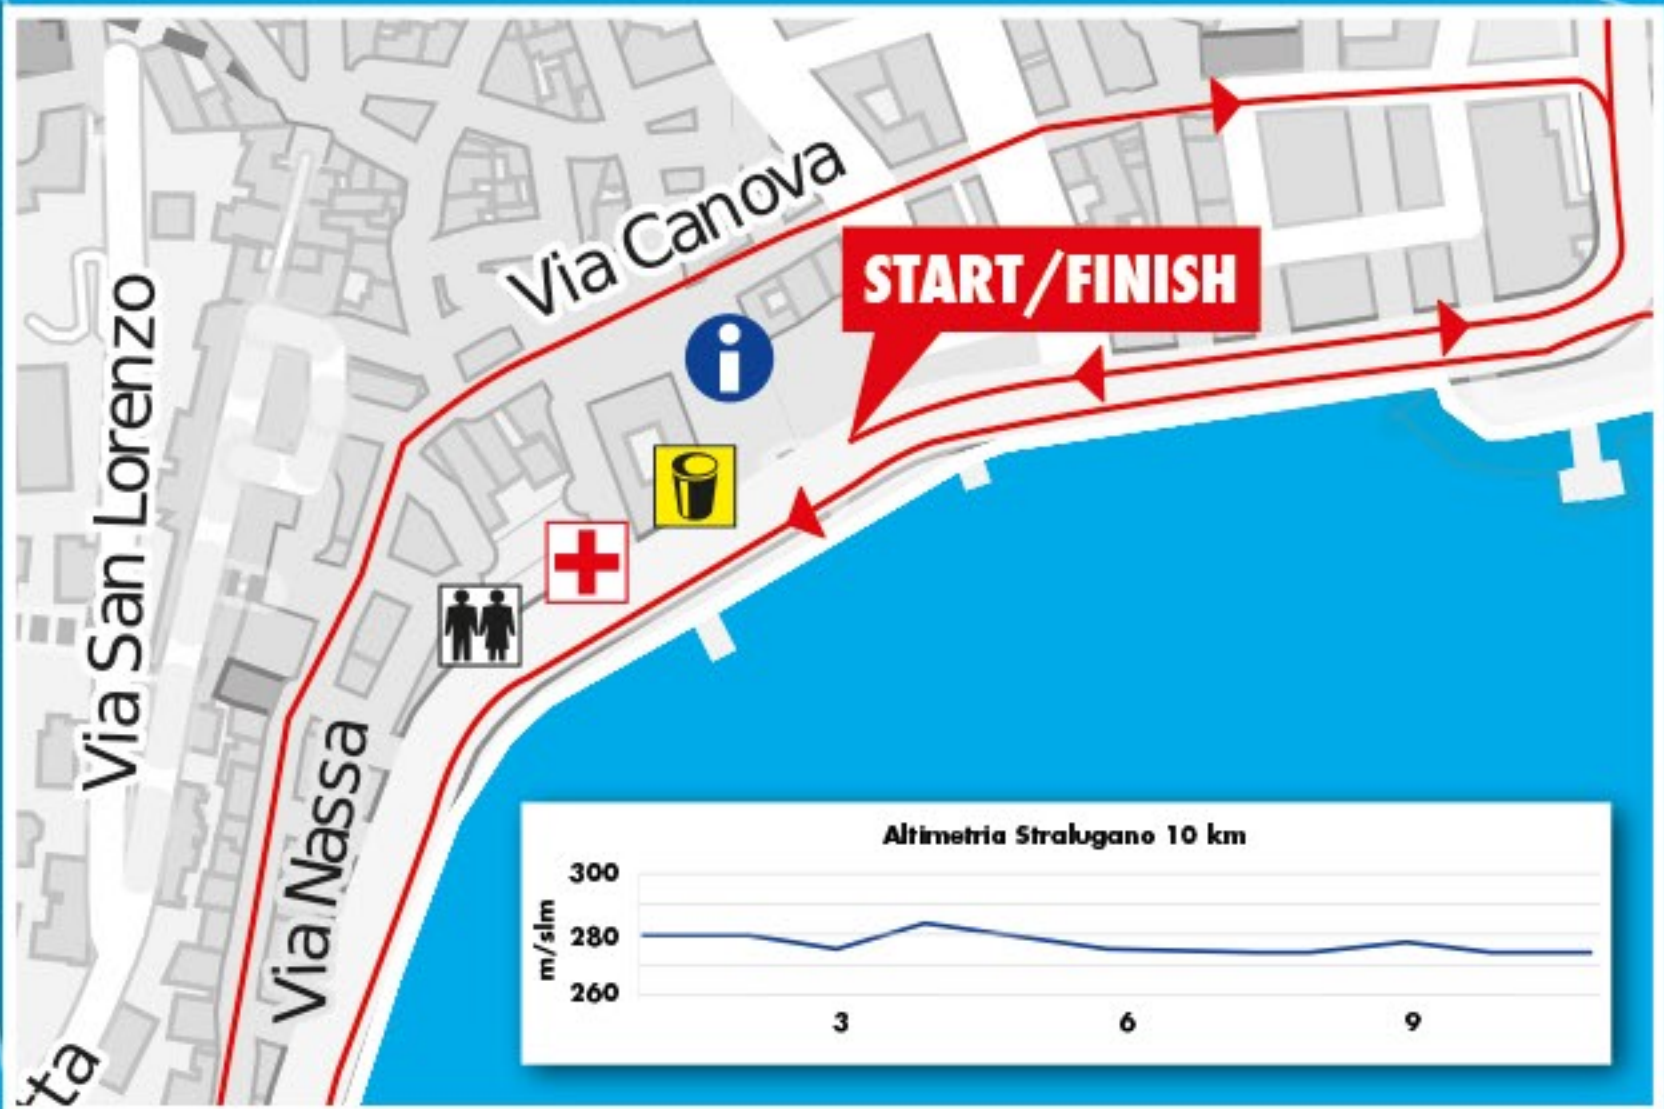 Via San Lorenzo
Via Canova
START/FINISH
i
Via Nassa
tta
Altimetria Stralugano 10 km
m/slm
300
280
260
3
6
9